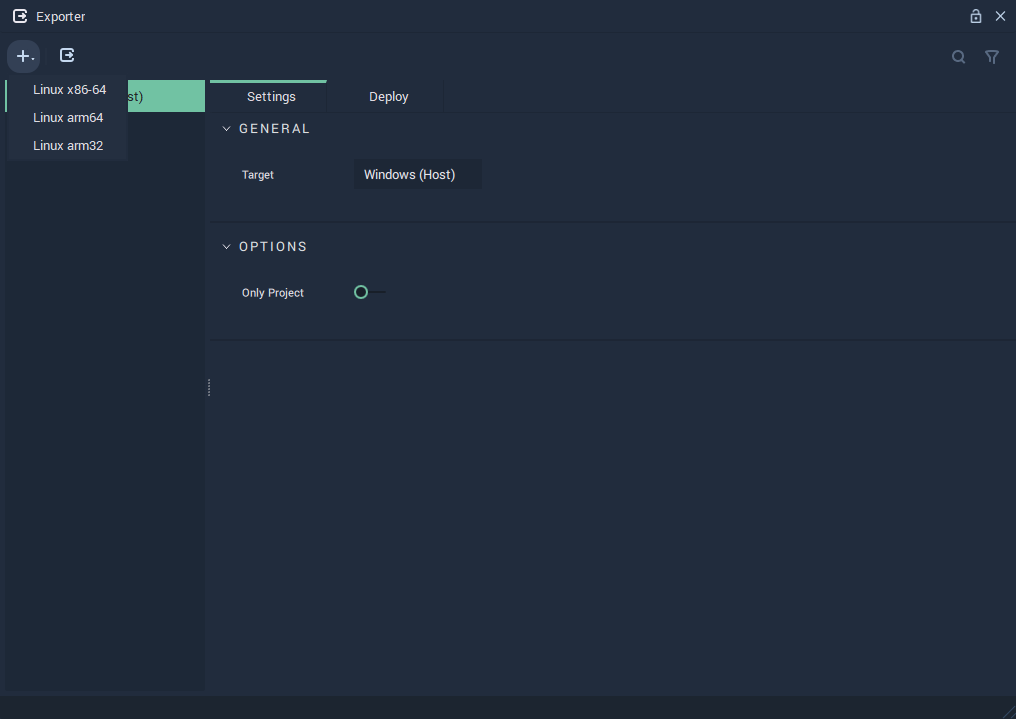 Exporter
Linux x86-64
Linux arm64
Linux arm32
st)
Settings
Deploy
GENERAL
Target
Windows (Host)
OPTIONS
Only Project